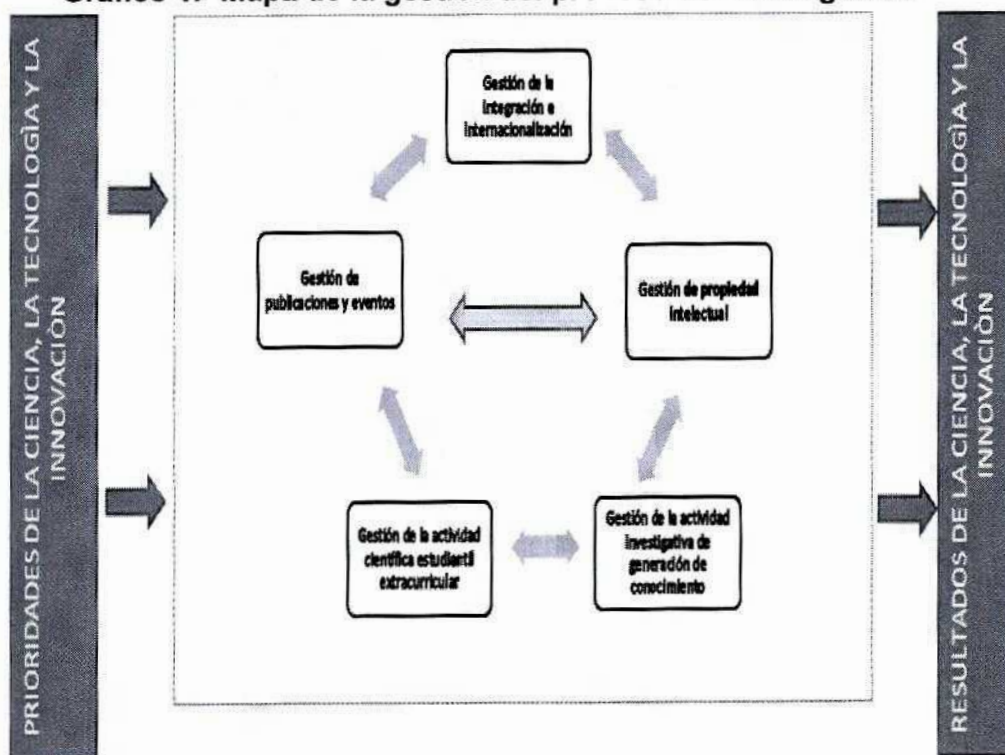 PRIORIDADES DE LA CIENCIA, LA TECNOLOGÌA Y LA
INNOVACIÒN
Gestión de la
integración e
internacionalización
Gestión de
publicaciones y eventos
Gestión de propiedad
intelectual
Gestión de la actividad
científica estudiantil
extracurricular
Gestión de la actividad
investigativa de
generación de
conocimiento
RESULTADOS DE LA CIENCIA, LA TECNOLOGÌA Y LA
INNOVACIÒN